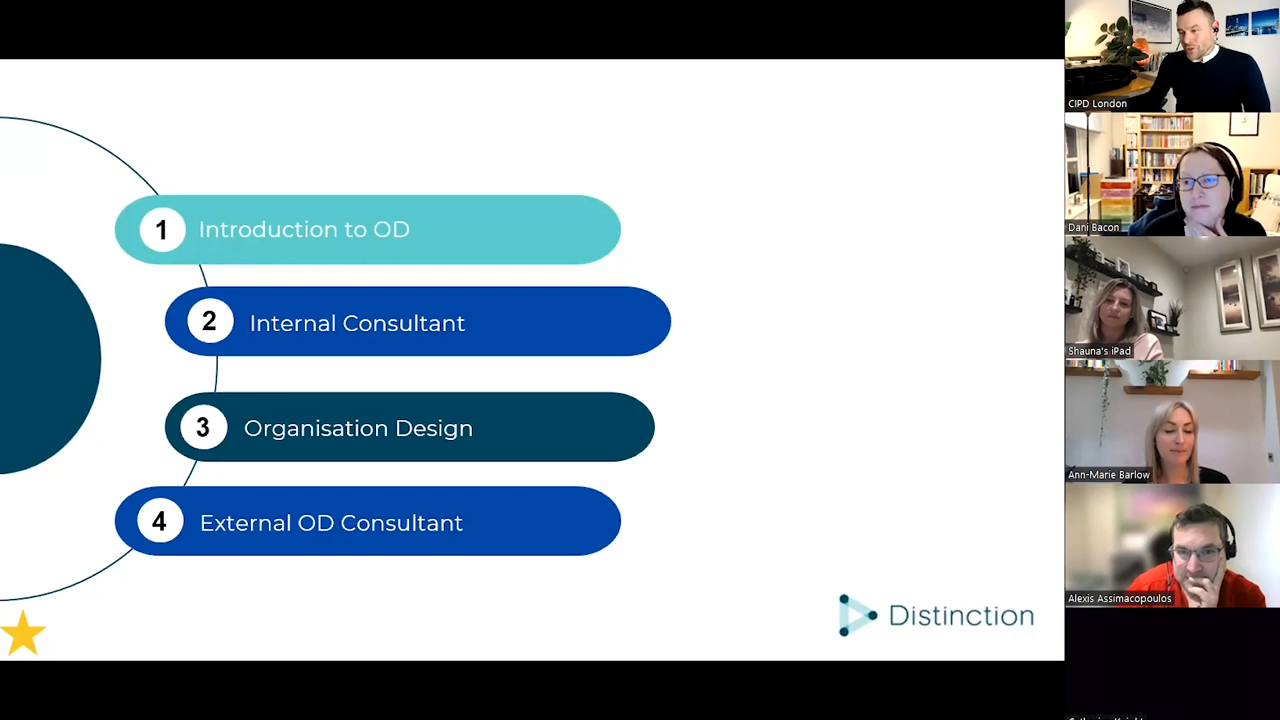 1 Introduction to OD
2 Internal Consultant
3 Organisation Design
4 External OD Consultant
Distinction
CIPD London
Dani Bacon
Shauna's iPad
Ann-Marie Barlow
Alexis Assimacopoulos